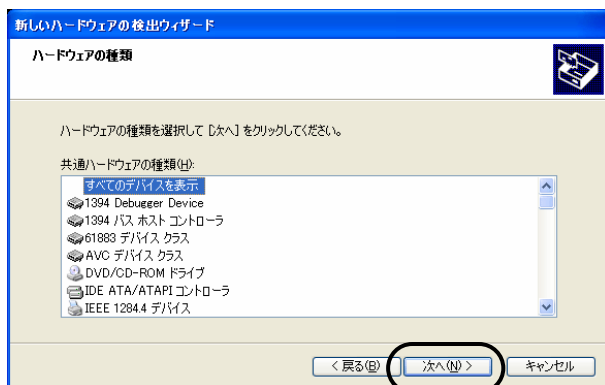 新しいハードウェアの検出ウィザード
ハードウェアの種類
ハードウェアの種類を選択して [次へ] をクリックしてください。
共通ハードウェアの種類(H):
すべてのデバイスを表示
1394 Debugger Device
1394 バス ホスト コントローラ
61883 デバイス クラス
AVC デバイス クラス
DVD/CD-ROM ドライブ
IDE ATA/ATAPI コントローラ
IEEE 1284.4 デバイス
< 戻る(B) 次へ(N) > キャンセル